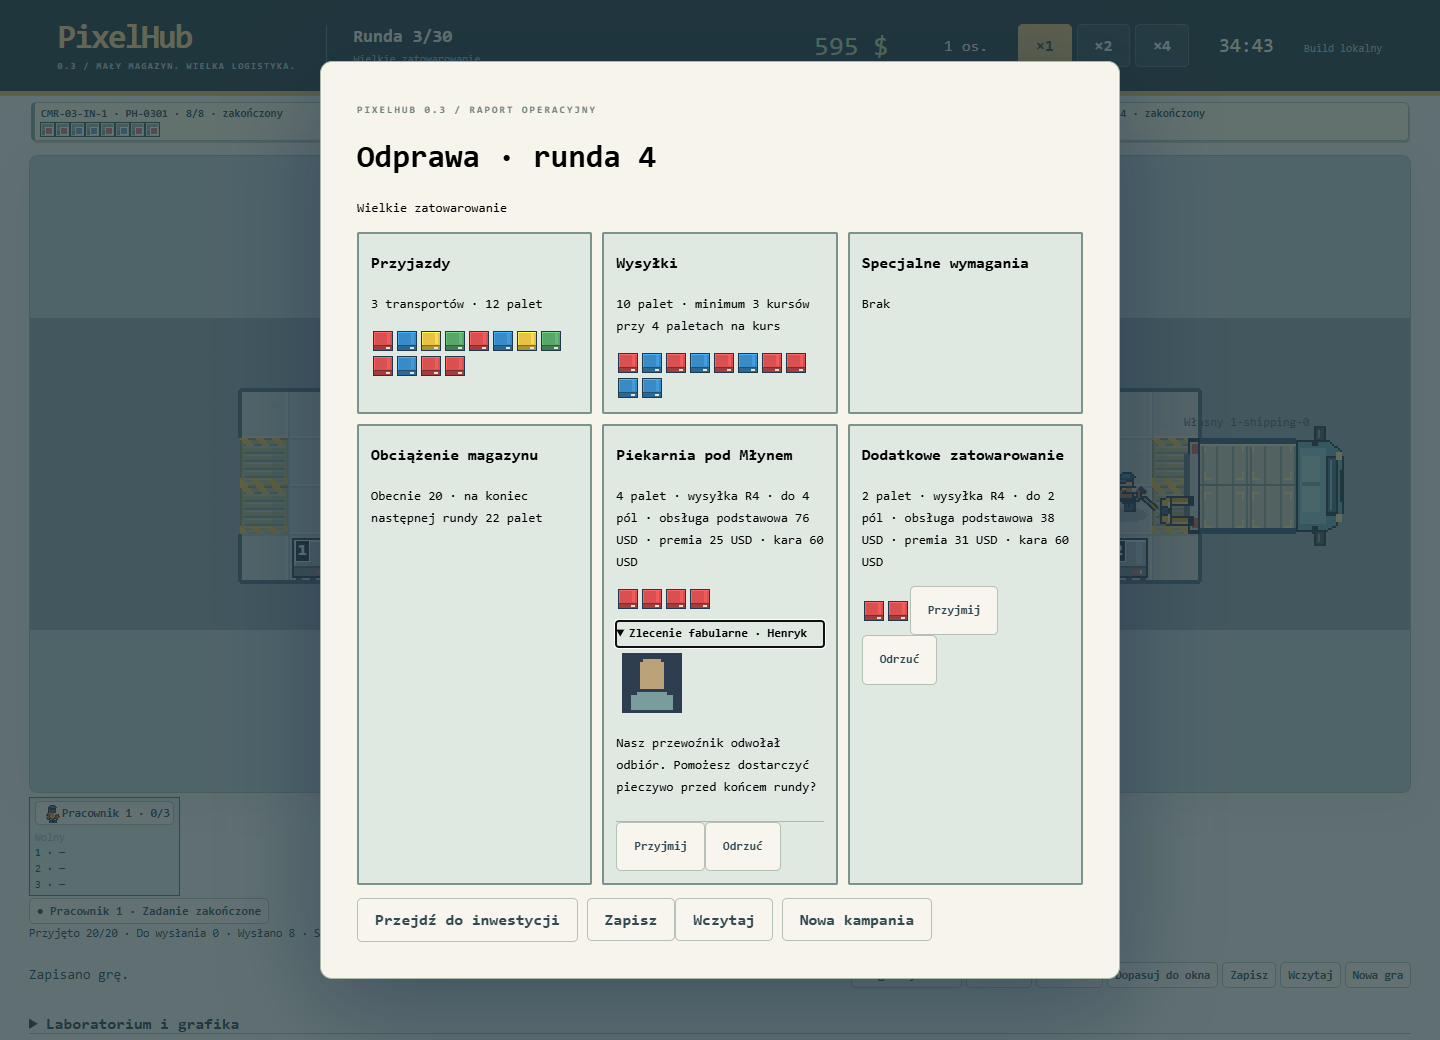 PixelHub
0.3 / MAŁY MAGAZYN. WIELKA LOGISTYKA.
Runda 3/30
Wielkie zatowarowanie
595 $
1 os.
×1
×2
×4
34:43
Build lokalny
CMR-03-IN-1 · PH-0301 · 8/8 · zakończony
4 · zakończony
PIXELHUB 0.3 / RAPORT OPERACYJNY
Odprawa · runda 4
Wielkie zatowarowanie
Przyjazdy
3 transportów · 12 palet
Wysyłki
10 palet · minimum 3 kursów
przy 4 paletach na kurs
Specjalne wymagania
Brak
Obciążenie magazynu
Obecnie 20 · na koniec
następnej rundy 22 palet
Piekarnia pod Młynem
4 palet · wysyłka R4 · do 4
pól · obsługa podstawowa 76
USD · premia 25 USD · kara 60
USD
▼ Zlecenie fabularne · Henryk
Nasz przewoźnik odwołał
odbiór. Pomożesz dostarczyć
pieczywo przed końcem rundy?
Przyjmij
Odrzuć
Dodatkowe zatowarowanie
2 palet · wysyłka R4 · do 2
pól · obsługa podstawowa 38
USD · premia 31 USD · kara 60
USD
Przyjmij
Odrzuć
Przejdź do inwestycji
Zapisz
Wczytaj
Nowa kampania
Własny 1-shipping-0
1
Pracownik 1 · 0/3
Wolny
1 · —
2 · —
3 · —
● Pracownik 1 · Zadanie zakończone
Przyjęto 20/20 · Do wysłania 0 · Wysłano 8 · S
Zapisano grę.
Dopasuj do okna
Zapisz
Wczytaj
Nowa gra
▶ Laboratorium i grafika